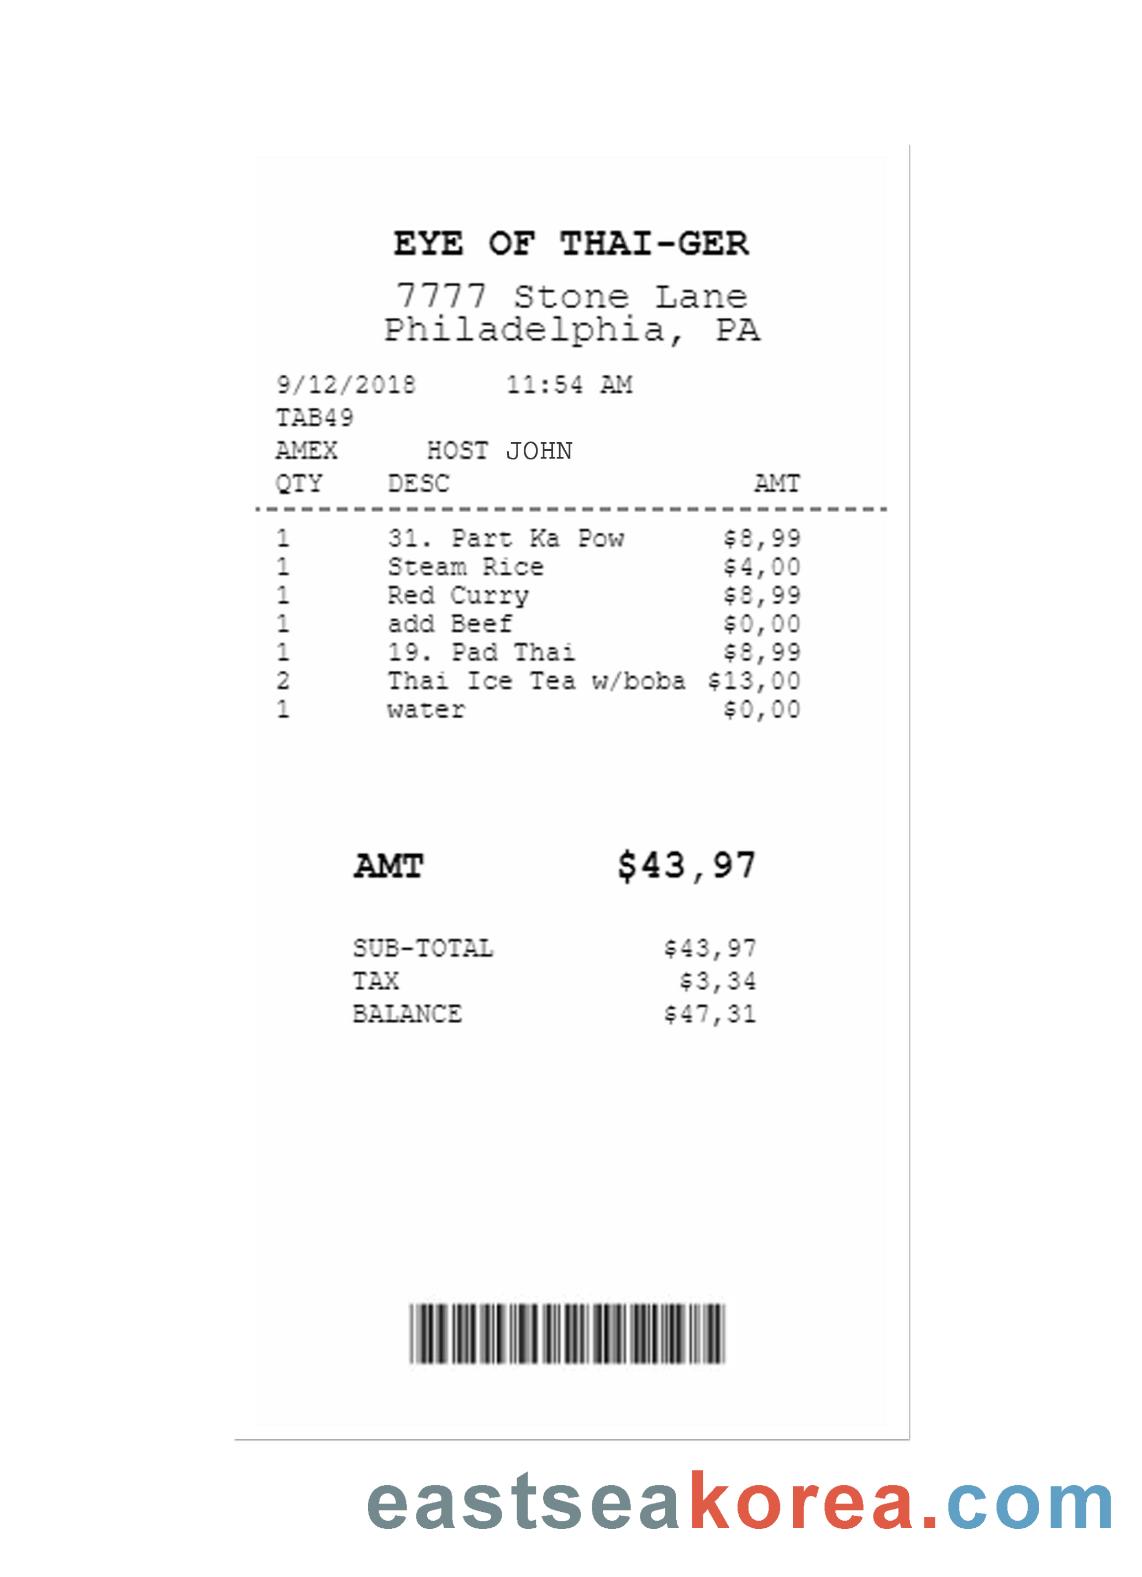 EYE OF THAI-GER
7777 Stone Lane
Philadelphia, PA
9/12/2018 11:54 AM
TAB49
AMEX HOST JOHN
QTY DESC AMT
1 31. Part Ka Pow $8,99
1 Steam Rice $4,00
1 Red Curry $8,99
1 add Beef $0,00
1 19. Pad Thai $8,99
2 Thai Ice Tea w/boba $13,00
1 water $0,00
AMT $43,97
SUB-TOTAL $43,97
TAX $3,34
BALANCE $47,31
eastseakorea.com